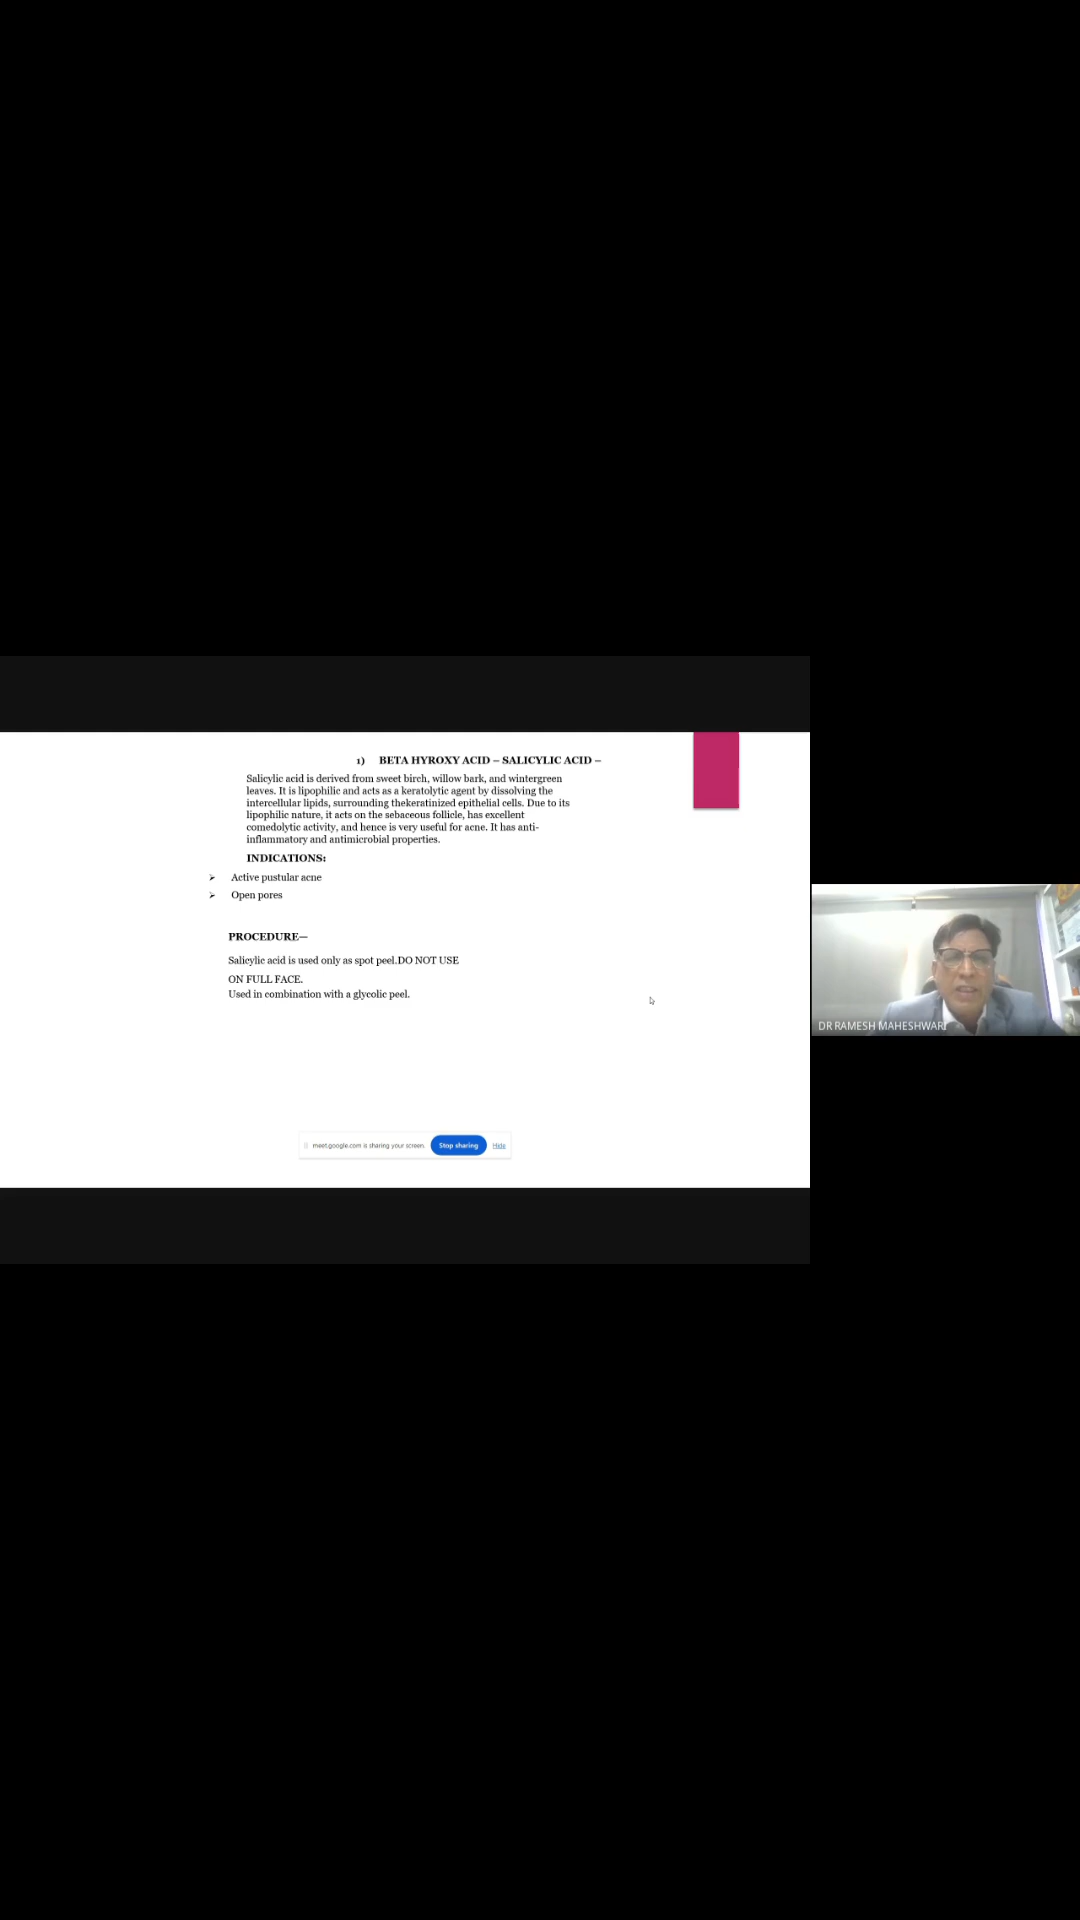 1) BETA HYROXY ACID – SALICYLIC ACID –
Salicylic acid is derived from sweet birch, willow bark, and wintergreen
leaves. It is lipophilic and acts as a keratolytic agent by dissolving the
intercellular lipids, surrounding thekeratinized epithelial cells. Due to its
lipophilic nature, it acts on the sebaceous follicle, has excellent
comedolytic activity, and hence is very useful for acne. It has anti-
inflammatory and antimicrobial properties.
INDICATIONS:
➢ Active pustular acne
➢ Open pores
PROCEDURE—
Salicylic acid is used only as spot peel.DO NOT USE
ON FULL FACE.
Used in combination with a glycolic peel.
DR RAMESH MAHESHWARI
meet.google.com is sharing your screen. Stop sharing Hide